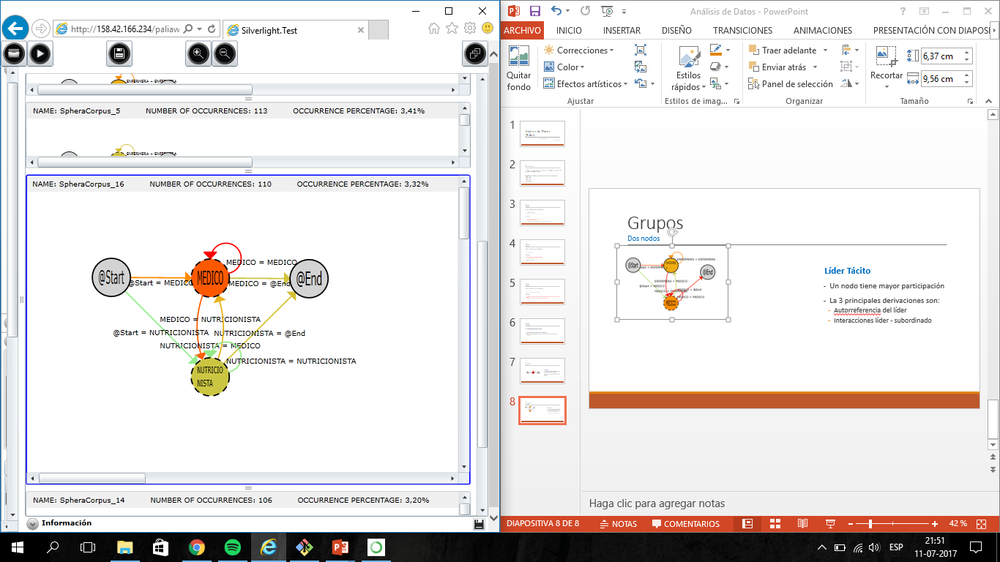 http://158.42.166.234/paliaw
Silverlight.Test
ENFERMERA = ENFERMERA
NAME: SpheraCorpus_5 NUMBER OF OCCURRENCES: 113 OCCURRENCE PERCENTAGE: 3,41%
ENFERMERA = ENFERMERA
NAME: SpheraCorpus_16 NUMBER OF OCCURRENCES: 110 OCCURRENCE PERCENTAGE: 3,32%
MEDICO = MEDICO
@Start
MEDICO
@End
@Start = MEDICO
MEDICO = @End
MEDICO = NUTRICIONISTA
@Start = NUTRICIONISTA
NUTRICIONISTA = @End
NUTRICIONISTA = MEDICO
NUTRICIONISTA = NUTRICIONISTA
NUTRICIO
NISTA
NAME: SpheraCorpus_14 NUMBER OF OCCURRENCES: 106 OCCURRENCE PERCENTAGE: 3,20%
Información
Análisis de Datos - PowerPoint
ARCHIVO INICIO INSERTAR DISEÑO TRANSICIONES ANIMACIONES PRESENTACIÓN CON DIAPOSI
Quitar
fondo
Correcciones
Color
Efectos artísticos
Ajustar
Estilos
rápidos
Estilos de imag...
Traer adelante
Enviar atrás
Panel de selección
Organizar
Recortar
6,37 cm
9,56 cm
Tamaño
1
2
3
4
5
6
7
8
Grupos
Dos nodos
ENFERMERA = ENFERMERA
@Start
@End
ENFERMERA = MEDICO
@Start = MEDICO
MEDICO = @End
MEDICO = MEDICO
Líder Tácito
- Un nodo tiene mayor participación
- La 3 principales derivaciones son:
- Autorreferencia del líder
- Interacciones líder - subordinado
Haga clic para agregar notas
DIAPOSITIVA 8 DE 8 NOTAS COMENTARIOS 42 %
ESP
21:51
11-07-2017